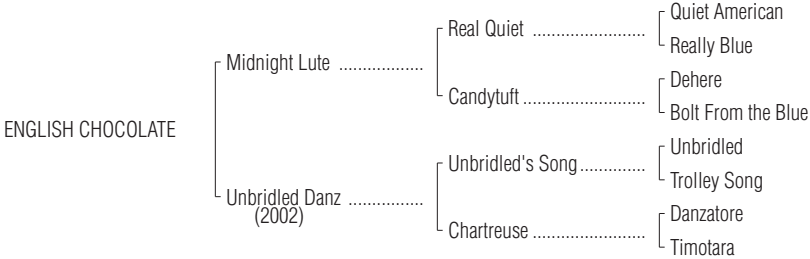 Quiet American
Real Quiet ........................
Really Blue
Midnight Lute ..................
Dehere
Candytuft ..........................
Bolt From the Blue
ENGLISH CHOCOLATE
Unbridled
Unbridled's Song ..............
Trolley Song
Unbridled Danz ................
(2002)
Danzatore
Chartreuse ........................
Timotara